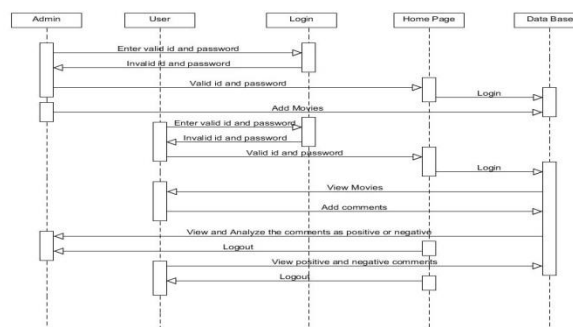 Admin
User
Login
Home Page
Data Base
Enter valid id and password
Invalid id and password
Valid id and password
Login
Add Movies
Enter valid id and password
Invalid id and password
Valid id and password
Login
View Movies
Add comments
View and Analyze the comments as positive or negative
Logout
View positive and negative comments
Logout